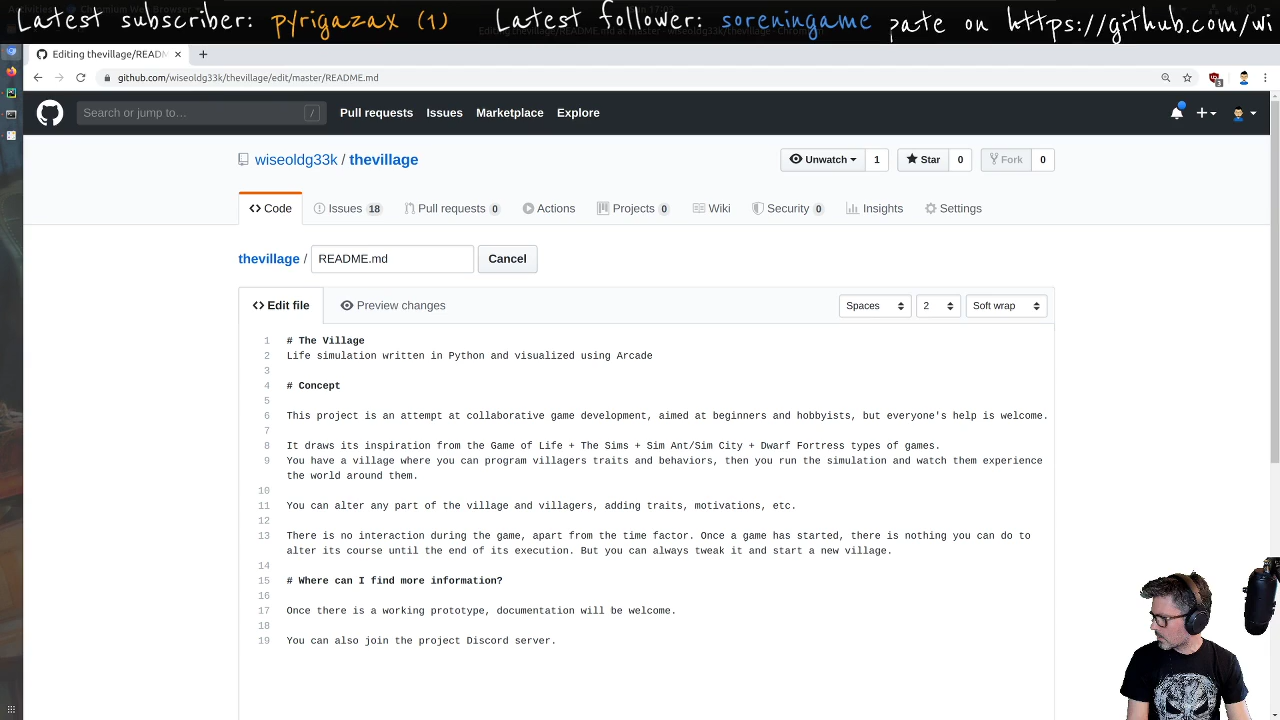 Latest subscriber: pyrigazax (1) Latest follower: soreningame pate on https://github.com/wi
Editing thevillage/READM
github.com/wiseoldg33k/thevillage/edit/master/README.md
3
Search or jump to… /
Pull requests Issues Marketplace Explore
wiseoldg33k / thevillage
Unwatch 1 Star 0 Fork 0
Code Issues 18 Pull requests 0 Actions Projects 0 Wiki Security 0 Insights Settings
thevillage / README.md Cancel
Edit file Preview changes Spaces 2 Soft wrap
1 # The Village
2 Life simulation written in Python and visualized using Arcade
3
4 # Concept
5
6 This project is an attempt at collaborative game development, aimed at beginners and hobbyists, but everyone's help is welcome.
7
8 It draws its inspiration from the Game of Life + The Sims + Sim Ant/Sim City + Dwarf Fortress types of games.
9 You have a village where you can program villagers traits and behaviors, then you run the simulation and watch them experience
the world around them.
10
11 You can alter any part of the village and villagers, adding traits, motivations, etc.
12
13 There is no interaction during the game, apart from the time factor. Once a game has started, there is nothing you can do to
alter its course until the end of its execution. But you can always tweak it and start a new village.
14
15 # Where can I find more information?
16
17 Once there is a working prototype, documentation will be welcome.
18
19 You can also join the project Discord server.